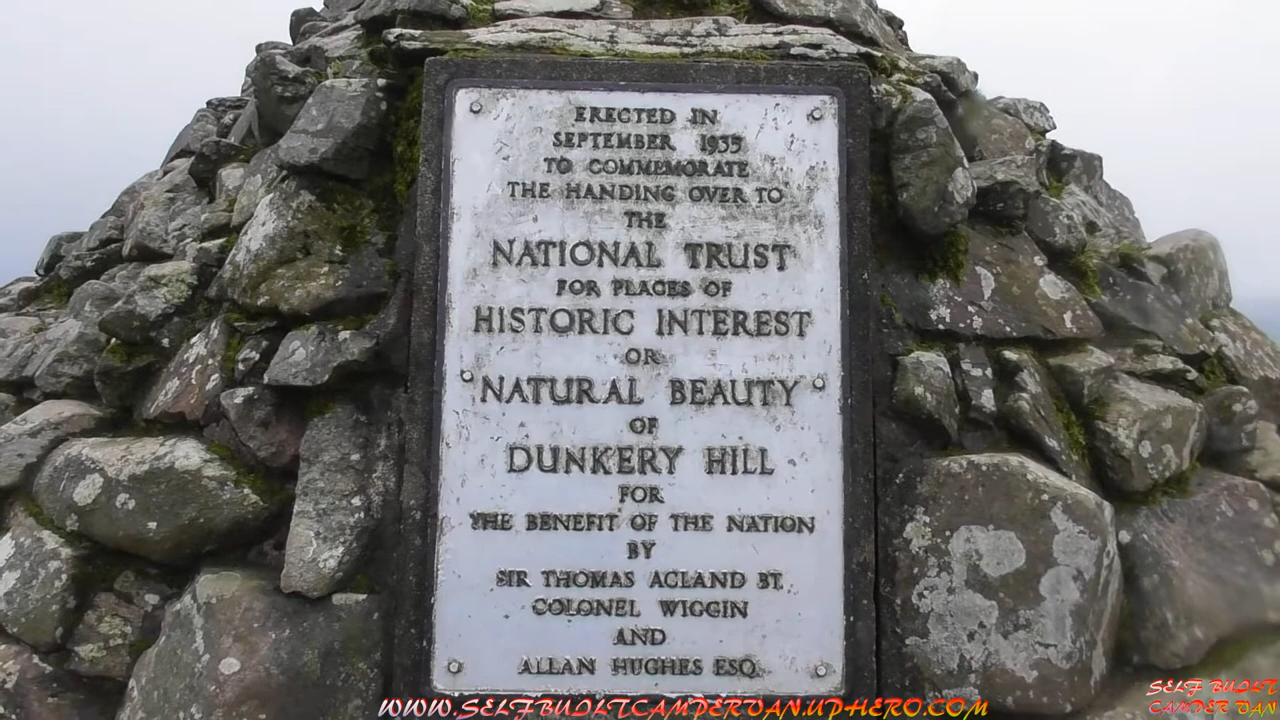 ERECTED IN
SEPTEMBER 1935
TO COMMEMORATE
THE HANDING OVER TO
THE
NATIONAL TRUST
FOR PLACES OF
HISTORIC INTEREST
OR
NATURAL BEAUTY
OF
DUNKERY HILL
FOR
THE BENEFIT OF THE NATION
BY
SIR THOMAS ACLAND BT.
COLONEL WIGGIN
AND
ALLAN HUGHES ESQ.
WWW.SELFBUILTCAMPERVAN.UPHERO.COM
SELF BUILT
CAMPER VAN